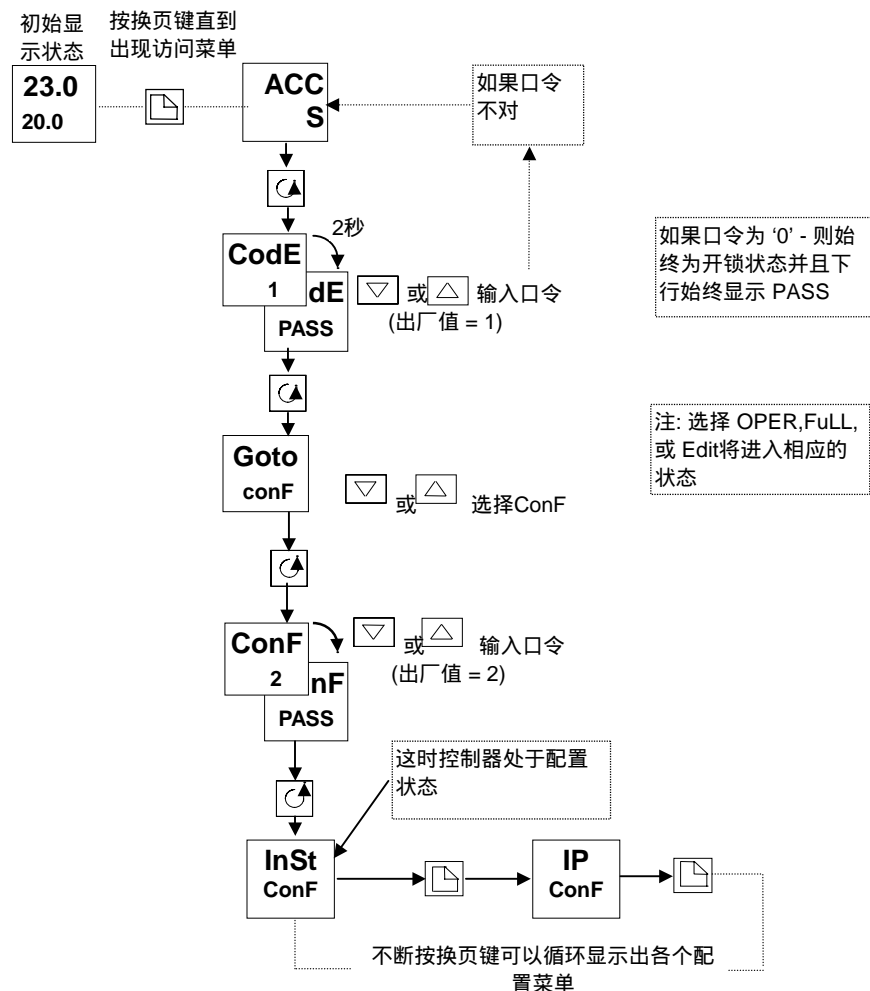 初始显
示状态
按换页键直到
出现访问菜单
23.0
20.0
ACC
S
如果口令
不对
2秒
CodE
1
dE
PASS
或 输入口令
(出厂值 = 1)
如果口令为 ‘0’ - 则始
终为开锁状态并且下
行始终显示 PASS
Goto
conF
或 选择ConF
注: 选择 OPER,FuLL,
或 Edit将进入相应的
状态
ConF
2
nF
PASS
或 输入口令
(出厂值 = 2)
这时控制器处于配置
状态
InSt
ConF
IP
ConF
不断按换页键可以循环显示出各个配
置菜单